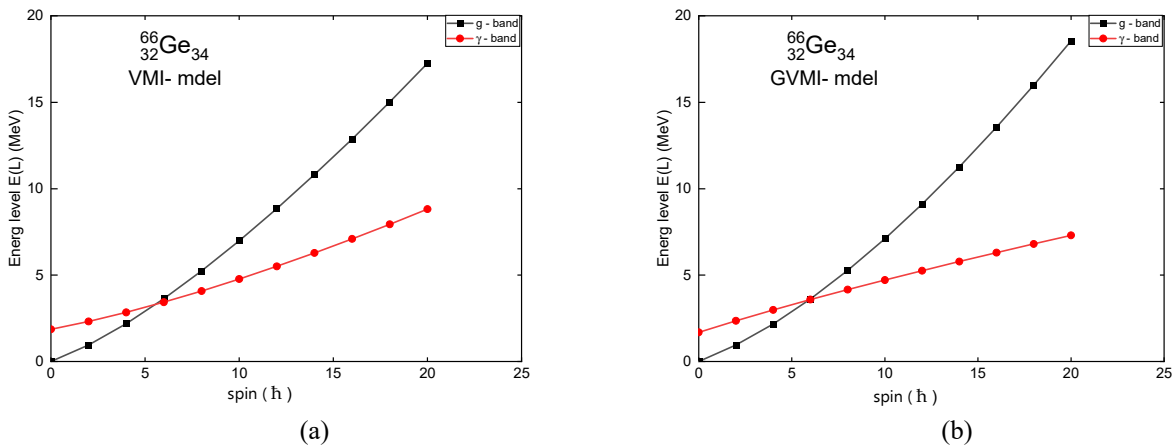 20
15
10
5
0
Energ level E(L) (MeV)
66
32Ge34
VMI- mdel
g - band
γ - band
0 5 10 15 20 25
spin ( ħ )
(a)
20
15
10
5
0
Energ level E(L) (MeV)
66
32Ge34
GVMI- mdel
g - band
γ - band
0 5 10 15 20 25
spin ( ħ )
(b)